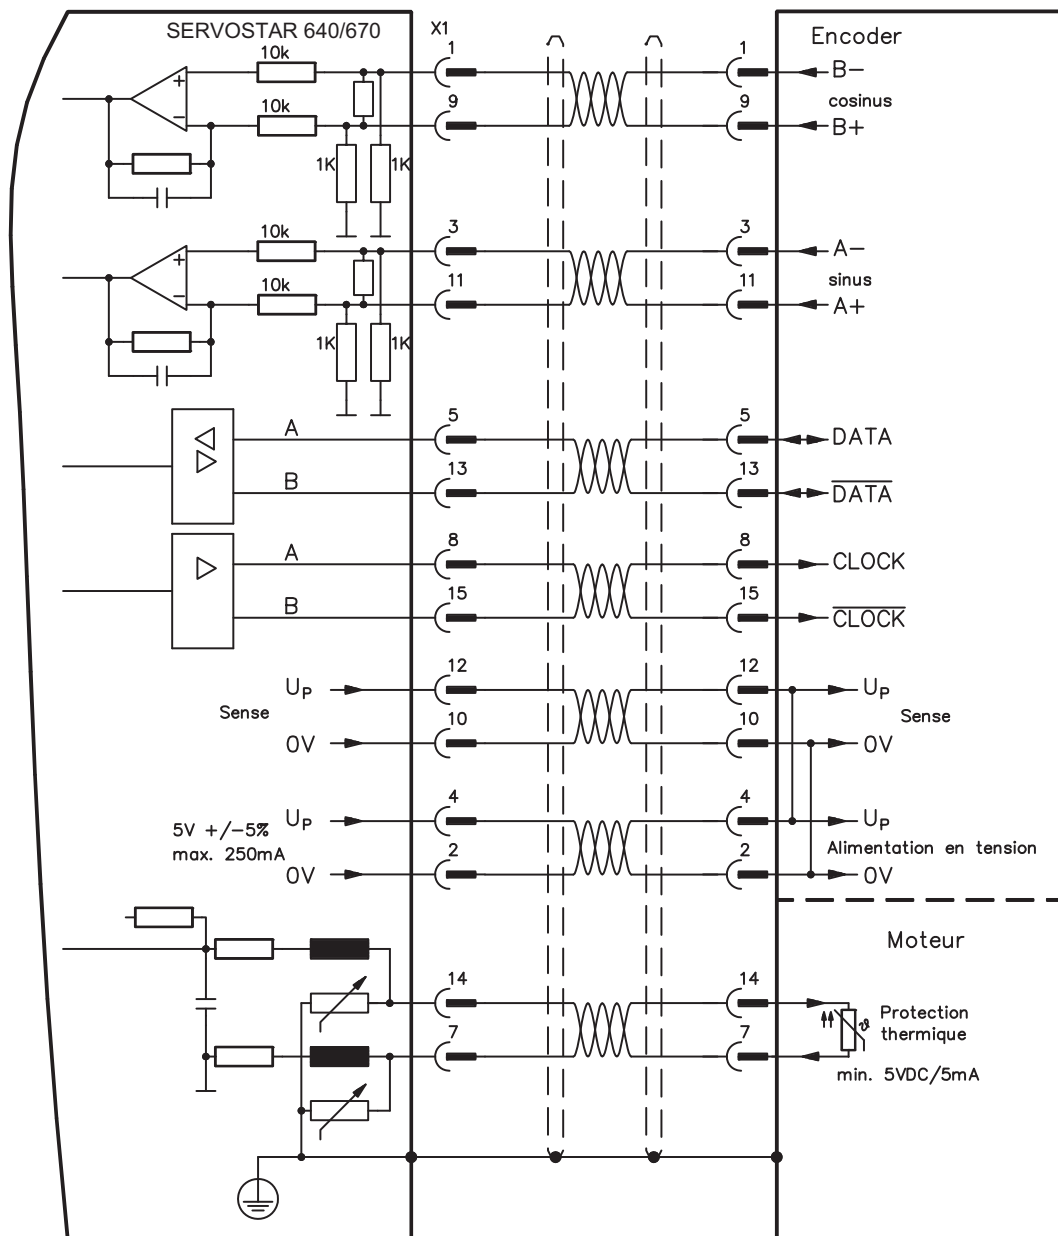 SERVOSTAR 640/670
X1
Encoder
10k
1
1
B-
cosinus
10k
9
9
B+
+
-
1K
1K
10k
3
3
A-
sinus
10k
11
11
A+
+
-
1K
1K
A
5
5
DATA
B
13
13
DATA
A
8
8
CLOCK
B
15
15
CLOCK
UP
12
12
UP
Sense
Sense
0V
10
10
0V
5V +/-5%
max. 250mA
UP
4
4
UP
Alimentation en tension
0V
2
2
0V
Moteur
14
14
Protection
thermique
ϑ
7
7
min. 5VDC/5mA